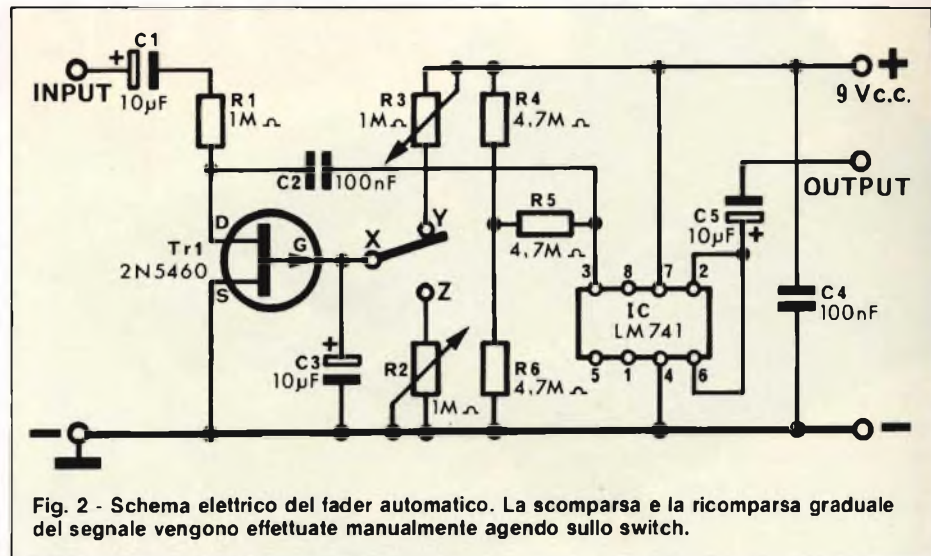 C1
+
INPUT
10µF
R1
1MΩ
R3
1MΩ
R4
4,7MΩ
+
9 Vc.c.
C2
100nF
OUTPUT
R5
4,7MΩ
C5
10µF
+
D
G
S
Tr1
2N5460
X
Y
Z
3 8 7 2
IC
LM741
5 1 4 6
C4
100nF
+
C3
10µF
R2
1MΩ
R6
4,7MΩ
−
−
Fig. 2 - Schema elettrico del fader automatico. La scomparsa e la ricomparsa graduale
del segnale vengono effettuate manualmente agendo sullo switch.